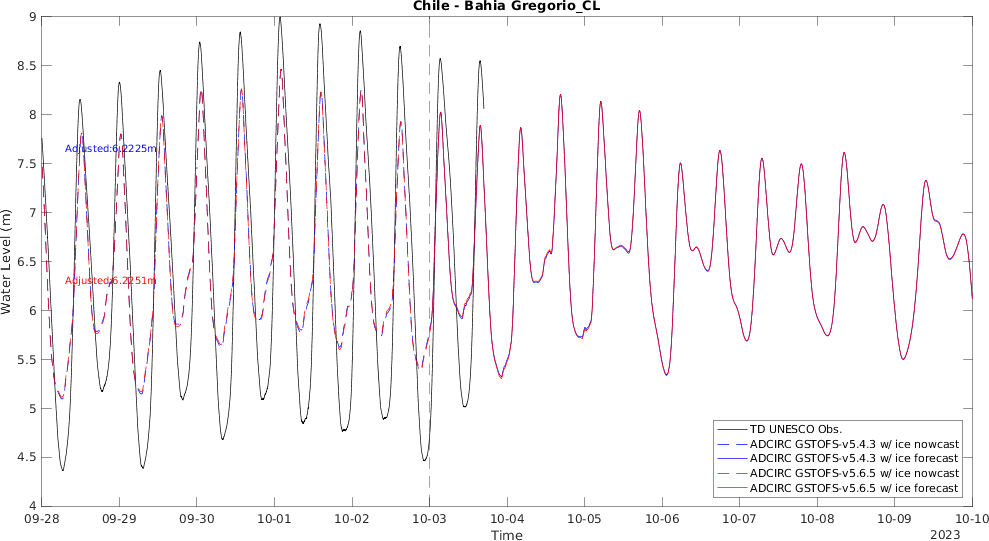 Chile - Bahia Gregorio_CL
9
8.5
8
7.5
7
6.5
6
5.5
5
4.5
4
Water Level (m)
Adjusted:6.2225m
Adjusted:6.2251m
TD UNESCO Obs.
ADCIRC GSTOFS-v5.4.3 w/ ice nowcast
ADCIRC GSTOFS-v5.4.3 w/ ice forecast
ADCIRC GSTOFS-v5.6.5 w/ ice nowcast
ADCIRC GSTOFS-v5.6.5 w/ ice forecast
09-28 09-29 09-30 10-01 10-02 10-03 10-04 10-05 10-06 10-07 10-08 10-09 10-10
Time
2023